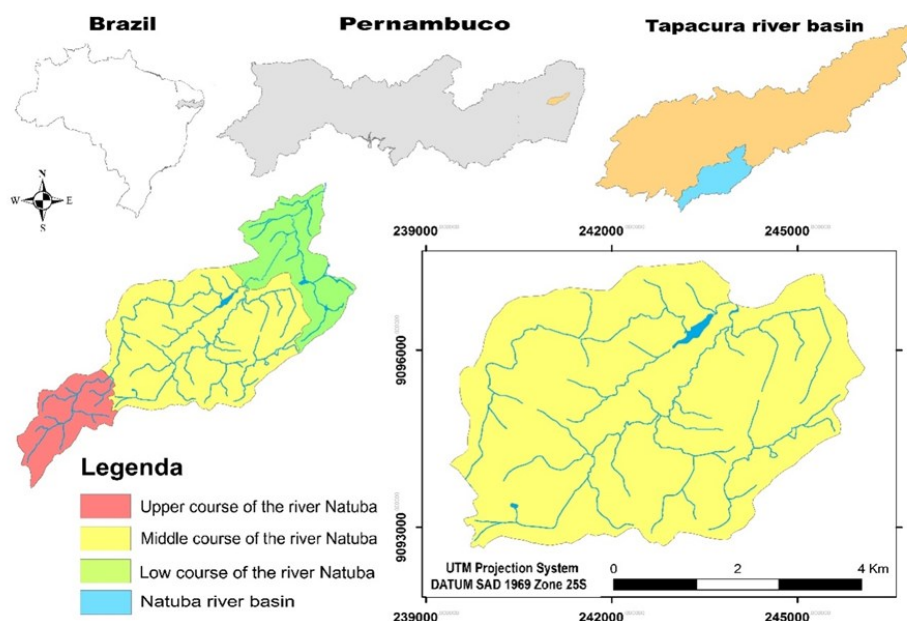 Brazil
Pernambuco
Tapacura river basin
N
W E
S
239000
242000
245000
9096000
9093000
Legenda
Upper course of the river Natuba
Middle course of the river Natuba
Low course of the river Natuba
Natuba river basin
UTM Projection System
DATUM SAD 1969 Zone 25S
0 2 4 Km
239000
242000
245000